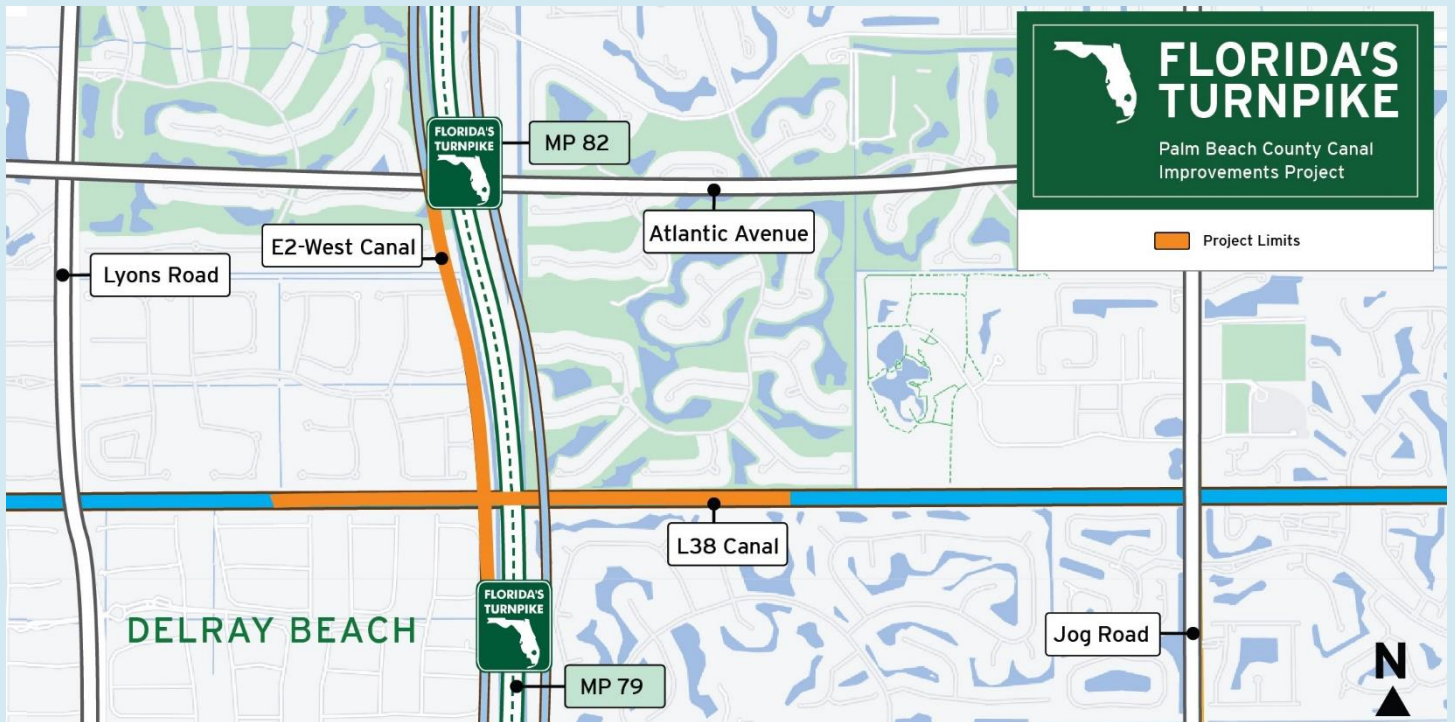 FLORIDA'S
TURNPIKE
Palm Beach County Canal
Improvements Project
Project Limits
FLORIDA'S
TURNPIKE
MP 82
Atlantic Avenue
E2-West Canal
Lyons Road
L38 Canal
FLORIDA'S
TURNPIKE
DELRAY BEACH
Jog Road
MP 79
N